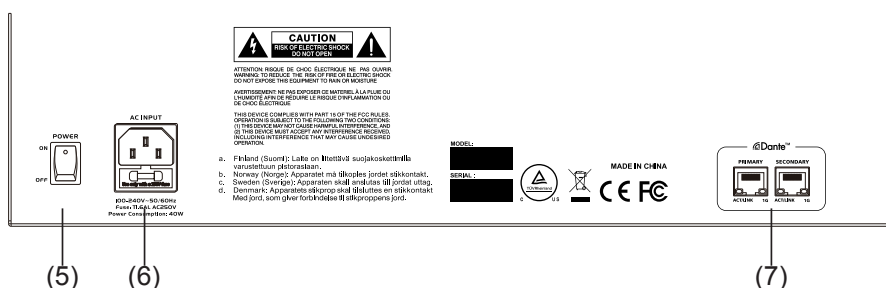 CAUTION
RISK OF ELECTRIC SHOCK
DO NOT OPEN
ATTENTION: RISQUE DE CHOC ÉLECTRIQUE NE PAS OUVRIR.
WARNING: TO REDUCE THE RISK OF FIRE OR ELECTRIC SHOCK
DO NOT EXPOSE THIS EQUIPMENT TO RAIN OR MOISTURE
AVERTISSEMENT: NE PAS EXPOSER CE MATERIEL À LA PLUIE OU
L'HUMIDITÉ AFIN DE RÉDUIRE LE RISQUE D'INFLAMMATION OU
DE CHOC ÉLECTRIQUE
THIS DEVICE COMPLIES WITH PART 15 OF THE FCC RULES.
OPERATION IS SUBJECT TO THE FOLLOWING TWO CONDITIONS:
(1) THIS DEVICE MAY NOT CAUSE HARMFUL INTERFERENCE, AND
(2) THIS DEVICE MUST ACCEPT ANY INTERFERENCE RECEIVED,
INCLUDING INTERFERENCE THAT MAY CAUSE UNDESIRED
OPERATION.
a. Finland (Suomi): Laite on liitettävä suojakoskettimilla
varustettuun pistorasiaan.
b. Norway (Norge): Apparatet må tilkoples jordet stikkontakt.
c. Sweden (Sverige): Apparaten skall anslutas till jordat uttag.
d. Denmark: Apparatets stikprop skal tilsluttes en stikkontakt
Med jord, som giver forbindelse til stikproppens jord.
POWER
ON
OFF
AC INPUT
Use only with a 250V fuse
100-240V~50/60Hz
Fuse: T1.6AL AC250V
Power Consumption: 40W
MODEL:
SERIAL:
TÜVRheinland
C US
MADE IN CHINA
CE FC
Dante™
PRIMARY SECONDARY
ACT/LINK 1G ACT/LINK 1G
(5) (6) (7)